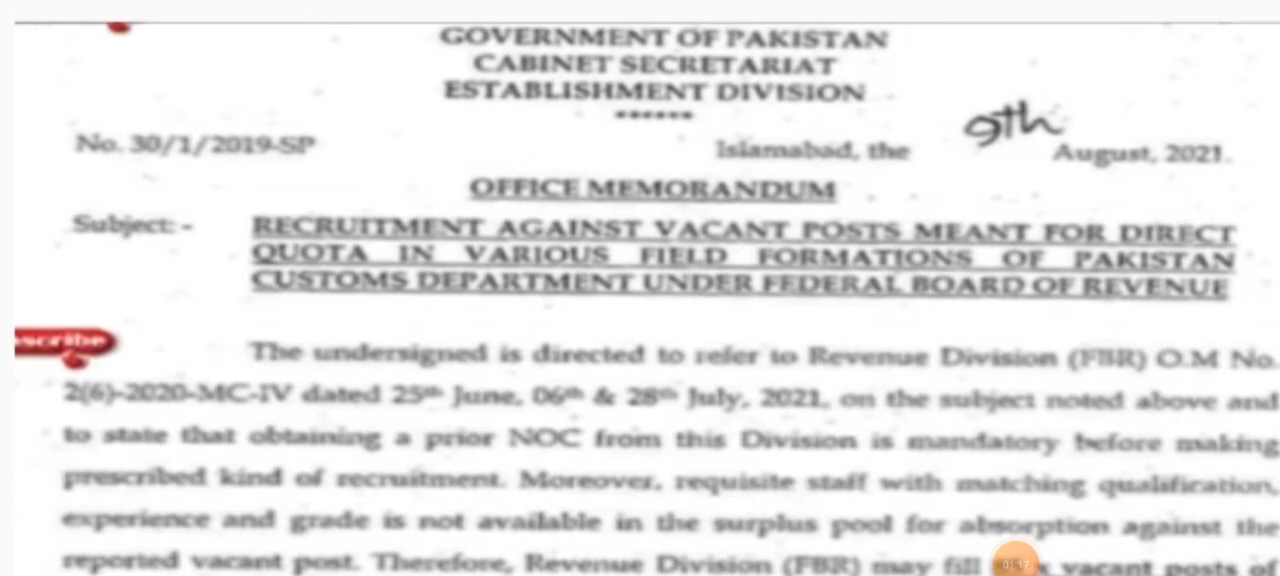 GOVERNMENT OF PAKISTAN
CABINET SECRETARIAT
ESTABLISHMENT DIVISION
******
No. 30/1/2019-SP Islamabad, the 9th August, 2021.
OFFICE MEMORANDUM
Subject:- RECRUITMENT AGAINST VACANT POSTS MEANT FOR DIRECT
QUOTA IN VARIOUS FIELD FORMATIONS OF PAKISTAN
CUSTOMS DEPARTMENT UNDER FEDERAL BOARD OF REVENUE
scribe
The undersigned is directed to refer to Revenue Division (FBR) O.M No.
2(6)-2020-MC-IV dated 25th June, 06th & 28th July, 2021, on the subject noted above and
to state that obtaining a prior NOC from this Division is mandatory before making
prescribed kind of recruitment. Moreover, requisite staff with matching qualification,
experience and grade is not available in the surplus pool for absorption against the
reported vacant post. Therefore, Revenue Division (FBR) may fill vacant posts of
01:17